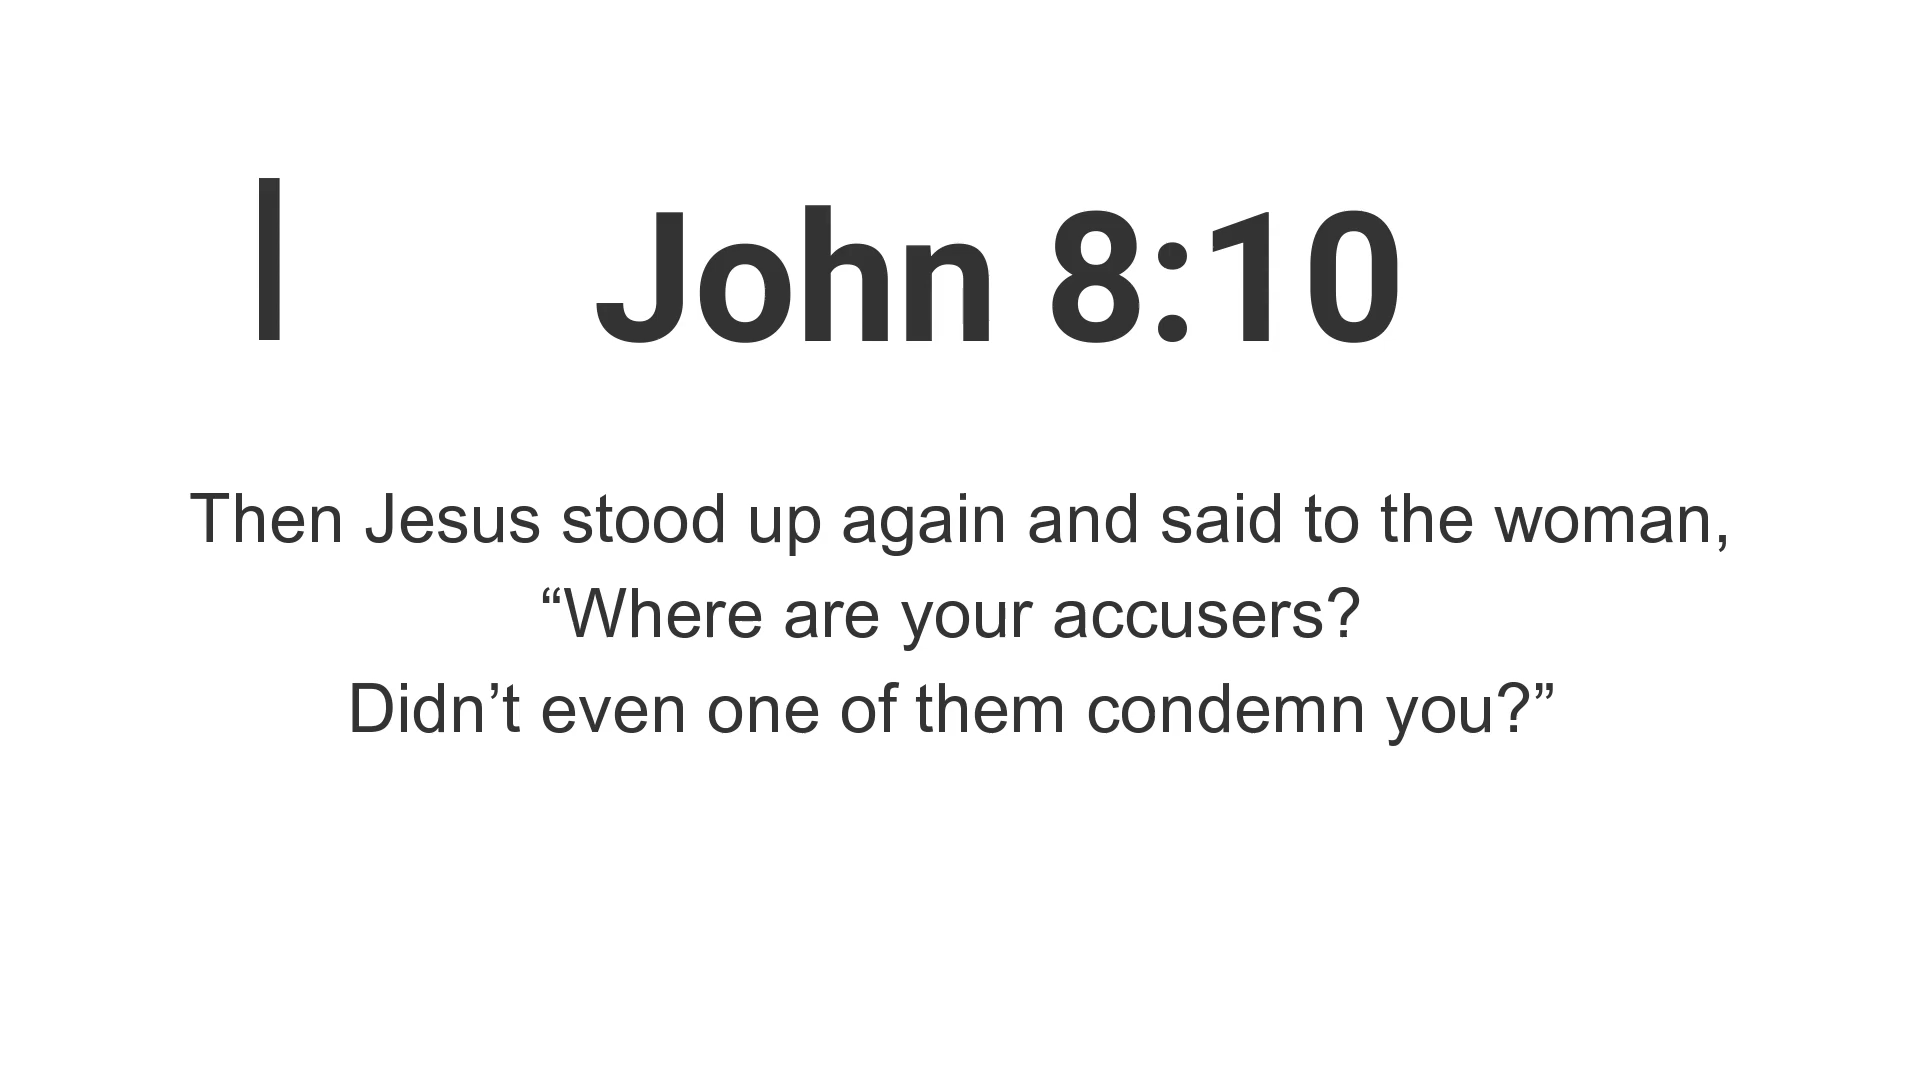 John 8:10
Then Jesus stood up again and said to the woman,
“Where are your accusers?
Didn’t even one of them condemn you?”